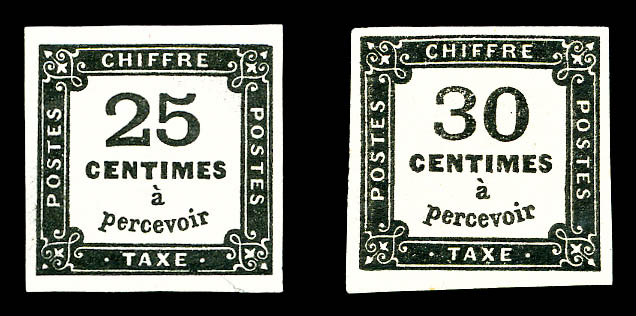 CHIFFRE
POSTES
25
CENTIMES
à
percevoir
POSTES
· TAXE ·
CHIFFRE
POSTES
30
CENTIMES
à
percevoir
POSTES
· TAXE ·